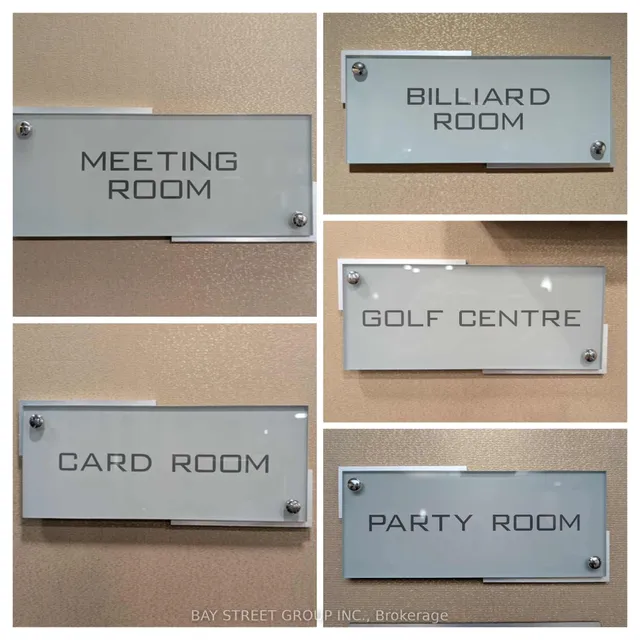 MEETING
ROOM
BILLIARD
ROOM
GOLF CENTRE
CARD ROOM
PARTY ROOM
BAY STREET GROUP INC., Brokerage